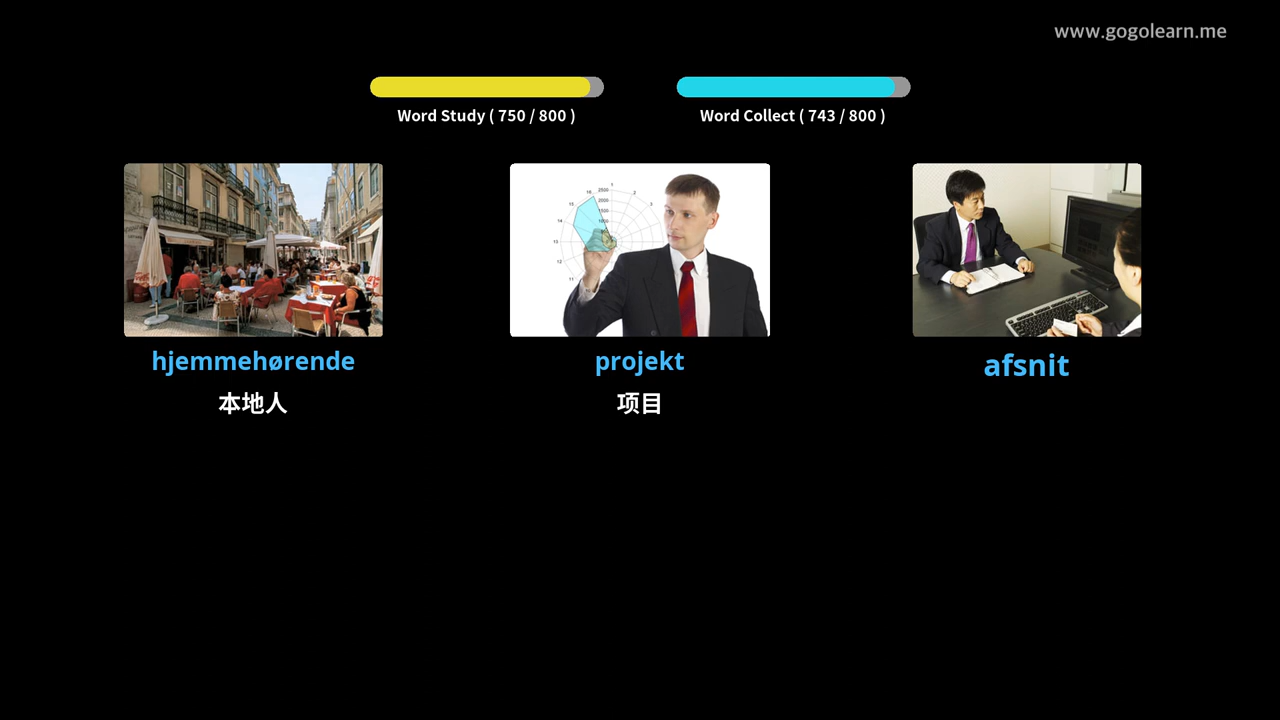 www.gogolearn.me
Word Study ( 750 / 800 )
Word Collect ( 743 / 800 )
hjemmehørende
projekt
afsnit
本地人
项目